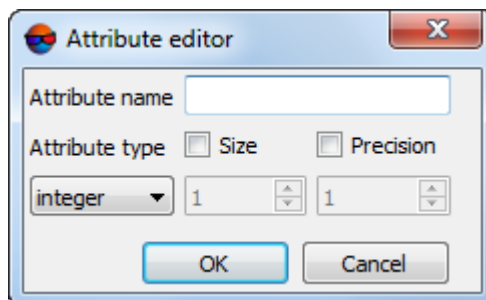 Attribute editor
Attribute name
Attribute type Size Precision
integer 1 1
OK Cancel